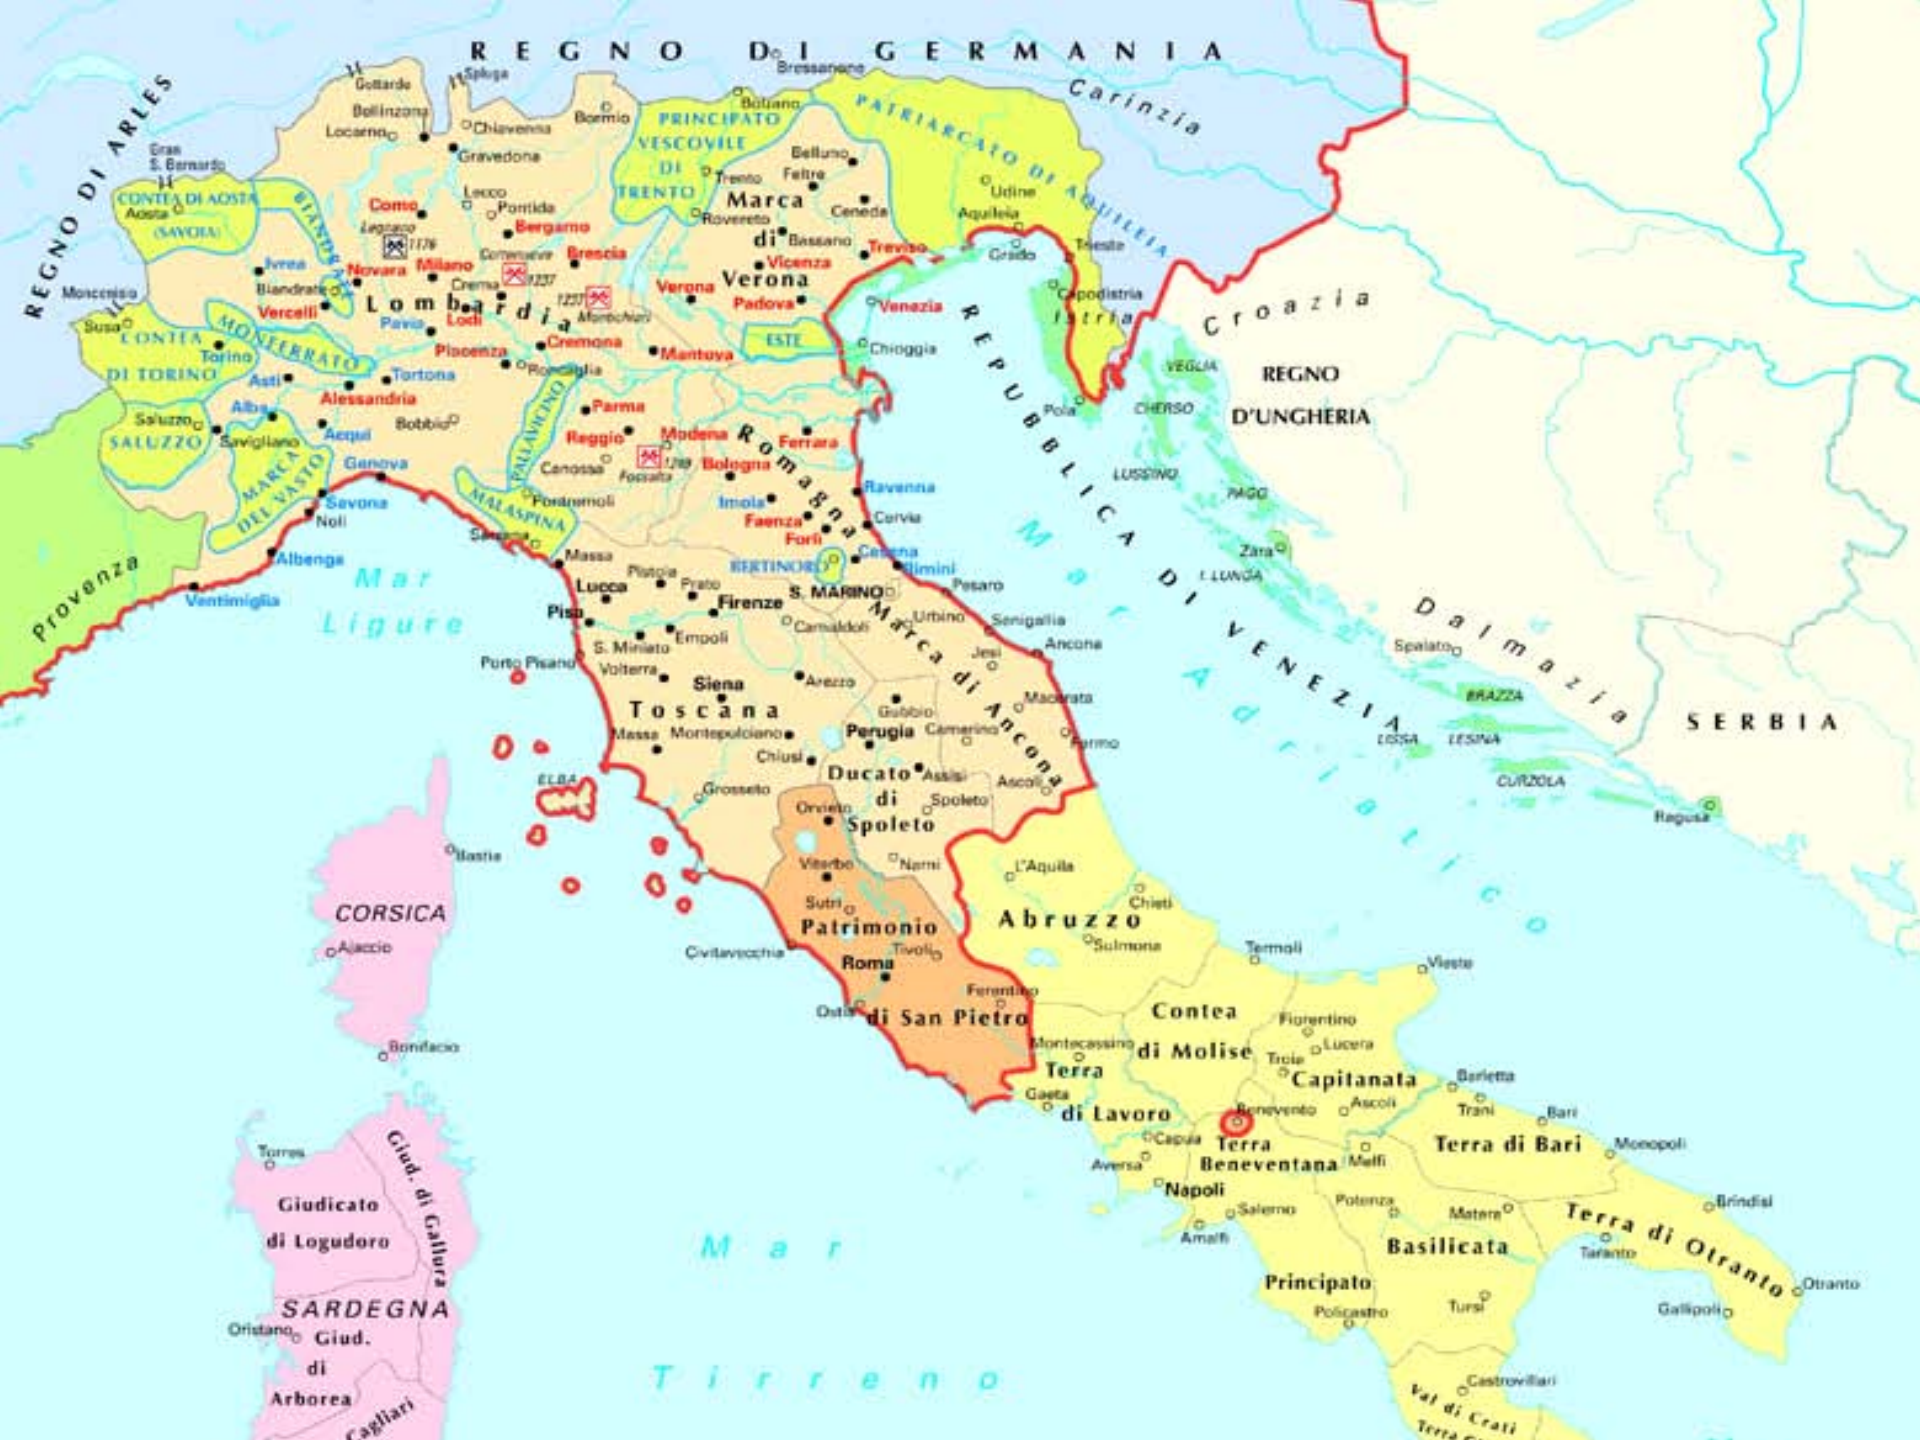 REGNO DI GERMANIA
REGNO DI ARLES
Gottardo
Spluga
Bressanone
Carinzia
Bellinzona
Locarno
Chiavenna
Bormio
Bolzano
PRINCIPATO
VESCOVILE
DI
TRENTO
PATRIARCATO DI AQUILEIA
Gran
S. Bernardo
Gravedona
Belluno
Trento
Feltre
Marca
di
Verona
Udine
CONTEA DI AOSTA
Aosta
(SAVOIA)
BIANDRATE
Como
Lecco
Pontida
Rovereto
Ceneda
Aquileia
Legnano
1176
Bergamo
Bassano
Treviso
Grado
Trieste
Ivrea
Novara
Milano
Cortenuova
1237
Brescia
Vicenza
Moncenisio
Biandrate
Crema
1237
Montichiari
Verona
Padova
Venezia
Capodistria
Istria
Croazia
Vercelli
Lombardia
Pavia
Lodi
Susa
CONTEA
DI TORINO
Torino
MONFERRATO
Piacenza
Cremona
Mantova
ESTE
Chioggia
REPUBBLICA DI VENEZIA
VEGLIA
REGNO
D'UNGHERIA
Asti
Tortona
Roncaglia
Alessandria
Alba
Parma
Pola
CHERSO
Saluzzo
SALUZZO
Savigliano
Acqui
Bobbio
PALLAVICINO
Reggio
Modena
Romagna
Ferrara
Canossa
1249
Fossalta
Bologna
LUSSINO
MARCA
DEL VASTO
Genova
Savona
Noli
MALASPINA
Pontremoli
Imola
Ravenna
PAGO
Faenza
Cervia
Forlì
Sarzana
Albenga
Massa
BERTINORO
Cesena
Rimini
Zara
I. LUNGA
Provenza
Ventimiglia
Mar
Ligure
Lucca
Pistoia
Prato
Firenze
S. MARINO
Pesaro
Mar Adriatico
Dalmazia
Pisa
Empoli
Camaldoli
Urbino
Senigallia
Marca di Ancona
S. Miniato
Jesi
Ancona
Spalato
Porto Pisano
Volterra
Siena
Arezzo
Macerata
BRAZZA
Toscana
Gubbio
SERBIA
Massa
Montepulciano
Perugia
Camerino
Fermo
LISSA
LESINA
Chiusi
Ducato
di
Spoleto
Assisi
Ascoli
CURZOLA
ELBA
Grosseto
Orvieto
Spoleto
Ragusa
Bastia
Viterbo
Narni
L'Aquila
CORSICA
Sutri
Patrimonio
di San Pietro
Abruzzo
Chieti
Ajaccio
Civitavecchia
Tivoli
Roma
Sulmona
Termoli
Vieste
Ferentino
Ostia
Contea
di Molise
Fiorentino
Bonifacio
Montecassino
Lucera
Troia
Terra
di Lavoro
Capitanata
Barletta
Gaeta
Benevento
Ascoli
Trani
Bari
Torres
Giud. di Gallura
Capua
Terra
Beneventana
Melfi
Terra di Bari
Monopoli
Aversa
Giudicato
di Logudoro
Napoli
Potenza
Matera
Brindisi
Salerno
Amalfi
Terra di Otranto
Mar
Tirreno
Basilicata
Taranto
SARDEGNA
Principato
Otranto
Oristano
Giud.
di
Arborea
Policastro
Tursi
Gallipoli
Castrovillari
Cagliari
Val di Crati